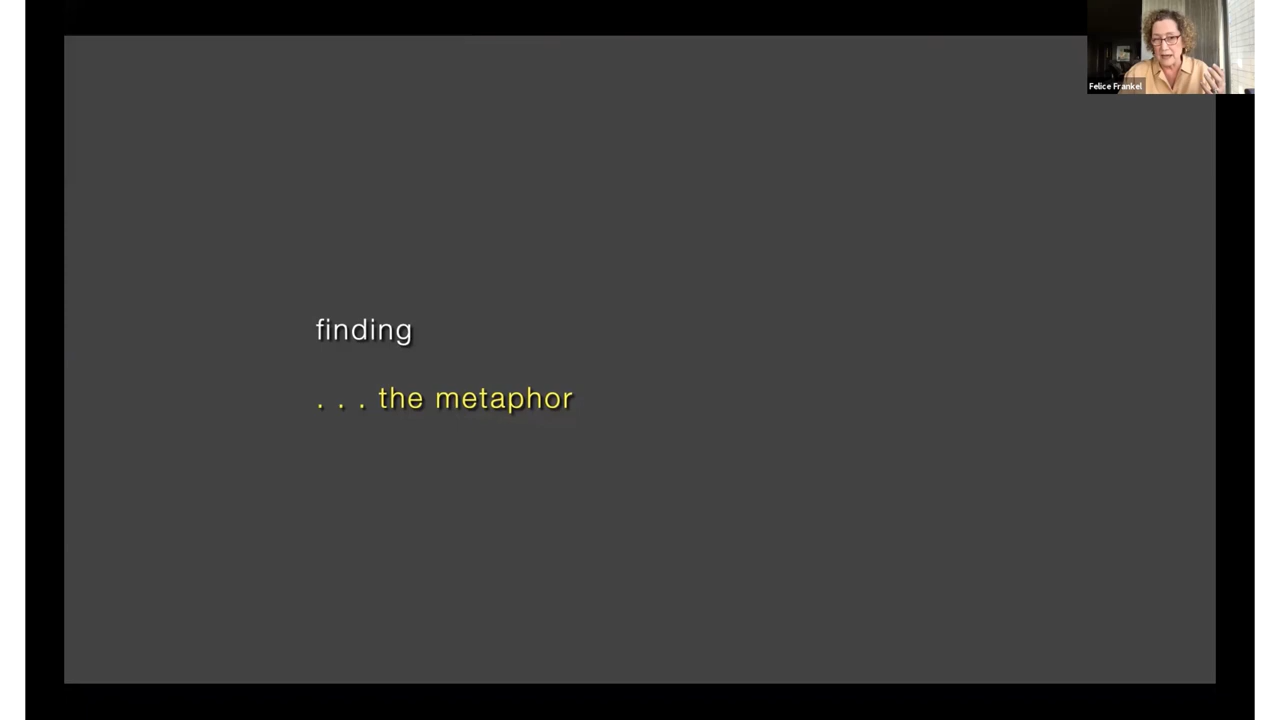 Felice Frankel
finding
. . . the metaphor